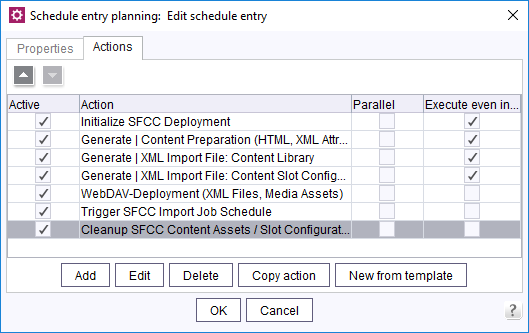 Schedule entry planning: Edit schedule entry
Properties Actions
Active Action Parallel Execute even in...
Initialize SFCC Deployment
Generate | Content Preparation (HTML, XML Attr...
Generate | XML Import File: Content Library
Generate | XML Import File: Content Slot Config...
WebDAV-Deployment (XML Files, Media Assets)
Trigger SFCC Import Job Schedule
Cleanup SFCC Content Assets / Slot Configurat...
Add Edit Delete Copy action New from template
OK Cancel ?